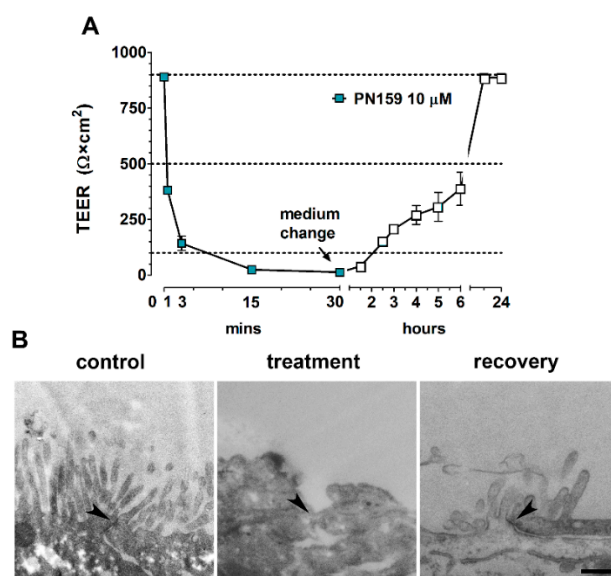 A
1000
750
500
250
0
TEER (Ω×cm²)
PN159 10 μM
medium
change
0 1 3 15 30 2 3 4 5 6 24
mins hours
B
control treatment recovery